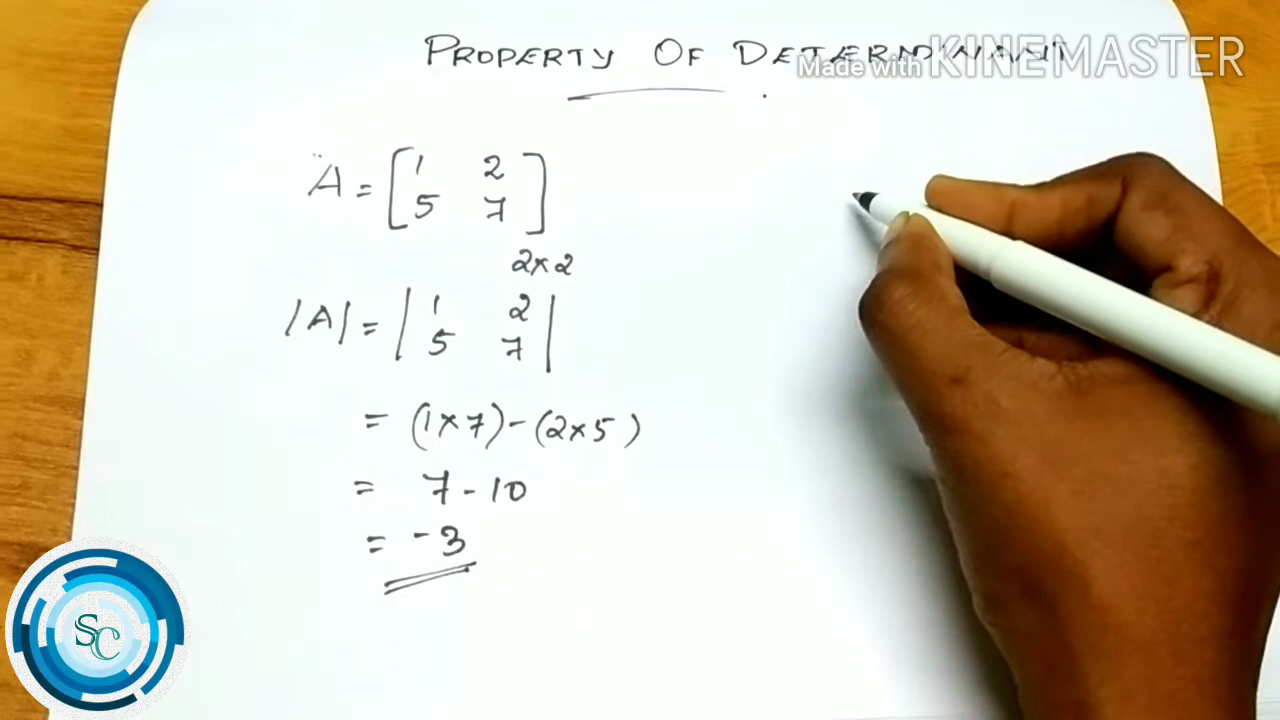 PROPERTY OF DETERMINANT
Made with KINEMASTER
A = [ 1 2
5 7 ]
2×2
|A| = | 1 2
5 7 |
= (1×7)-(2×5)
= 7-10
= -3
SC